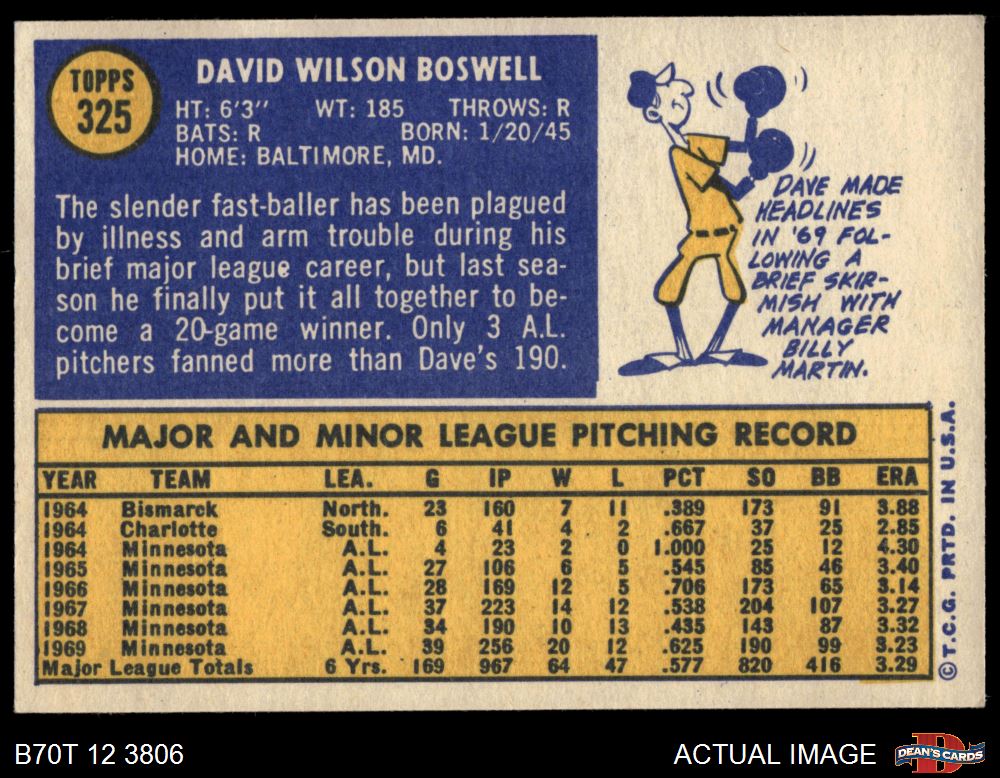 TOPPS
325
DAVID WILSON BOSWELL
HT: 6'3'' WT: 185 THROWS: R
BATS: R BORN: 1/20/45
HOME: BALTIMORE, MD.
The slender fast-baller has been plagued
by illness and arm trouble during his
brief major league career, but last sea-
son he finally put it all together to be-
come a 20-game winner. Only 3 A.L.
pitchers fanned more than Dave's 190.
DAVE MADE
HEADLINES
IN '69 FOL-
LOWING A
BRIEF SKIR-
MISH WITH
MANAGER
BILLY
MARTIN.
MAJOR AND MINOR LEAGUE PITCHING RECORD
YEAR TEAM LEA. G IP W L PCT SO BB ERA
1964 Bismarck North. 23 160 7 11 .389 173 91 3.88
1964 Charlotte South. 6 41 4 2 .667 37 25 2.85
1964 Minnesota A.L. 4 23 2 0 1.000 25 12 4.30
1965 Minnesota A.L. 27 106 6 5 .545 85 46 3.40
1966 Minnesota A.L. 28 169 12 5 .706 173 65 3.14
1967 Minnesota A.L. 37 223 14 12 .538 204 107 3.27
1968 Minnesota A.L. 34 190 10 13 .435 143 87 3.32
1969 Minnesota A.L. 39 256 20 12 .625 190 99 3.23
Major League Totals 6 Yrs. 169 967 64 47 .577 820 416 3.29
©T.C.G. PRTD. IN U.S.A.
B70T 12 3806
ACTUAL IMAGE
DEAN'S CARDS